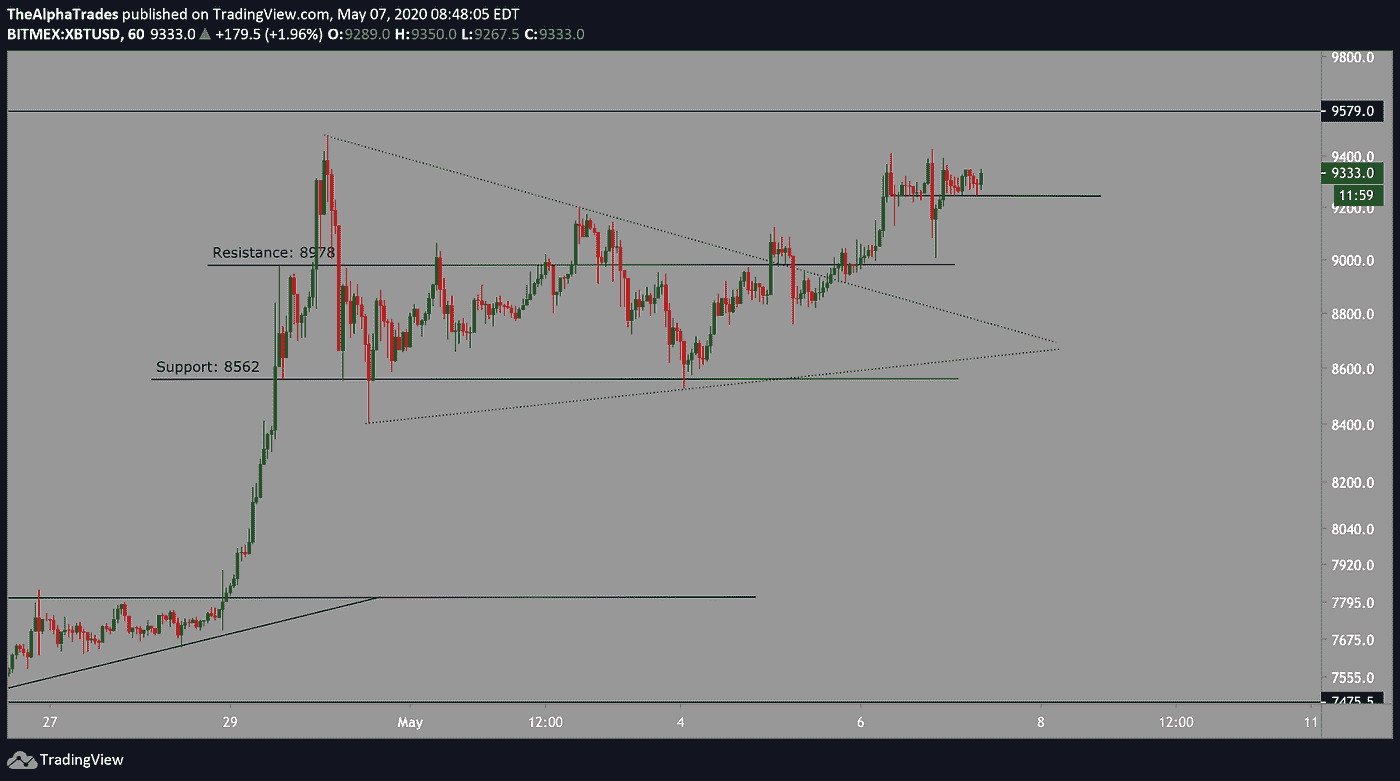 TheAlphaTrades published on TradingView.com, May 07, 2020 08:48:05 EDT
BITMEX:XBTUSD, 60 9333.0 ▲ +179.5 (+1.96%) O:9289.0 H:9350.0 L:9267.5 C:9333.0
9800.0
9579.0
9400.0
9333.0
11:59
9200.0
Resistance: 8978
9000.0
8800.0
Support: 8562
8600.0
8400.0
8200.0
8040.0
7920.0
7795.0
7675.0
7555.0
7475.5
27 29 May 12:00 4 6 8 12:00 11
TradingView